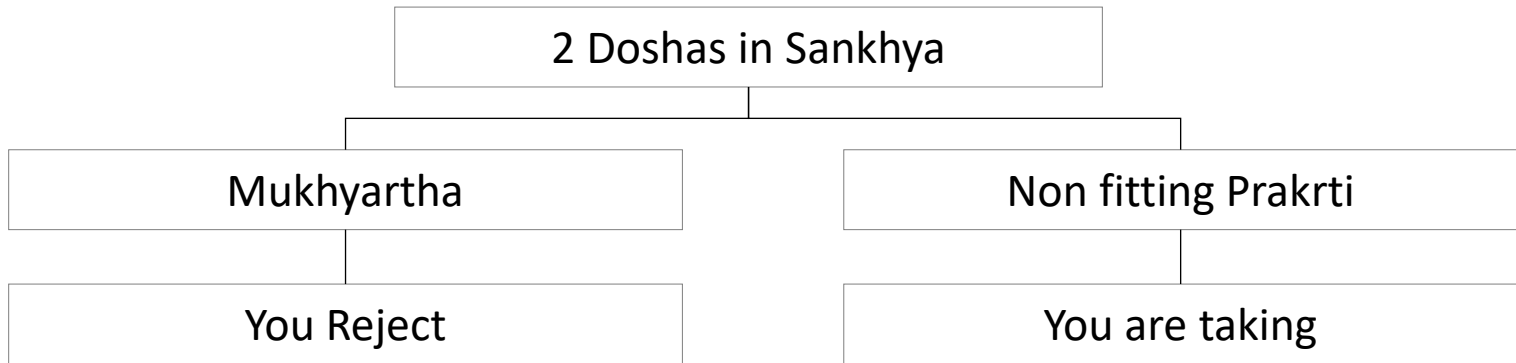 2 Doshas in Sankhya
Mukhyartha
Non fitting Prakrti
You Reject
You are taking